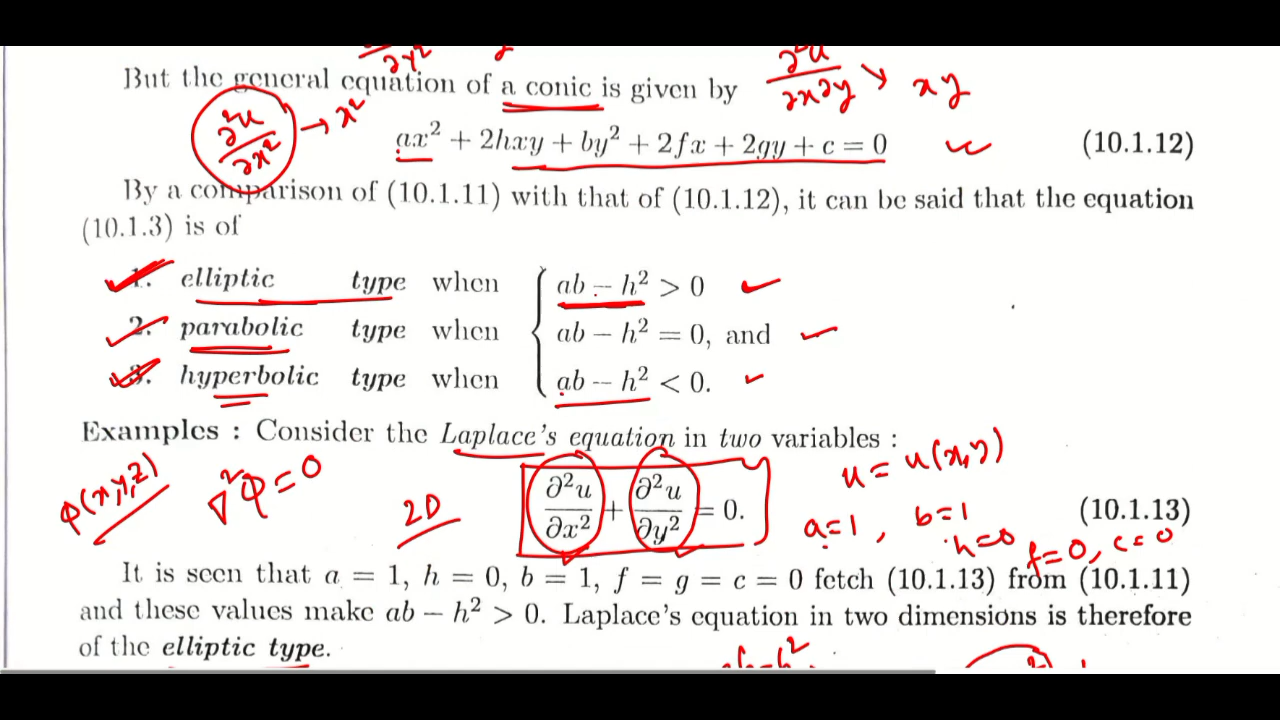 ∂y²
∂²u/∂x∂y → xy
But the general equation of a conic is given by
∂²u/∂x² → x²
ax² + 2hxy + by² + 2fx + 2gy + c = 0 (10.1.12)
By a comparison of (10.1.11) with that of (10.1.12), it can be said that the equation
(10.1.3) is of
1. elliptic type when ab − h² > 0
2. parabolic type when ab − h² = 0, and
3. hyperbolic type when ab − h² < 0.
Examples : Consider the Laplace's equation in two variables :
φ(x,y,z) ∇²φ=0 2D
∂²u/∂x² + ∂²u/∂y² = 0. (10.1.13)
u = u(x,y)
a=1, b=1
h=0 f=0, c=0
It is seen that a = 1, h = 0, b = 1, f = g = c = 0 fetch (10.1.13) from (10.1.11)
and these values make ab − h² > 0. Laplace's equation in two dimensions is therefore
of the elliptic type.